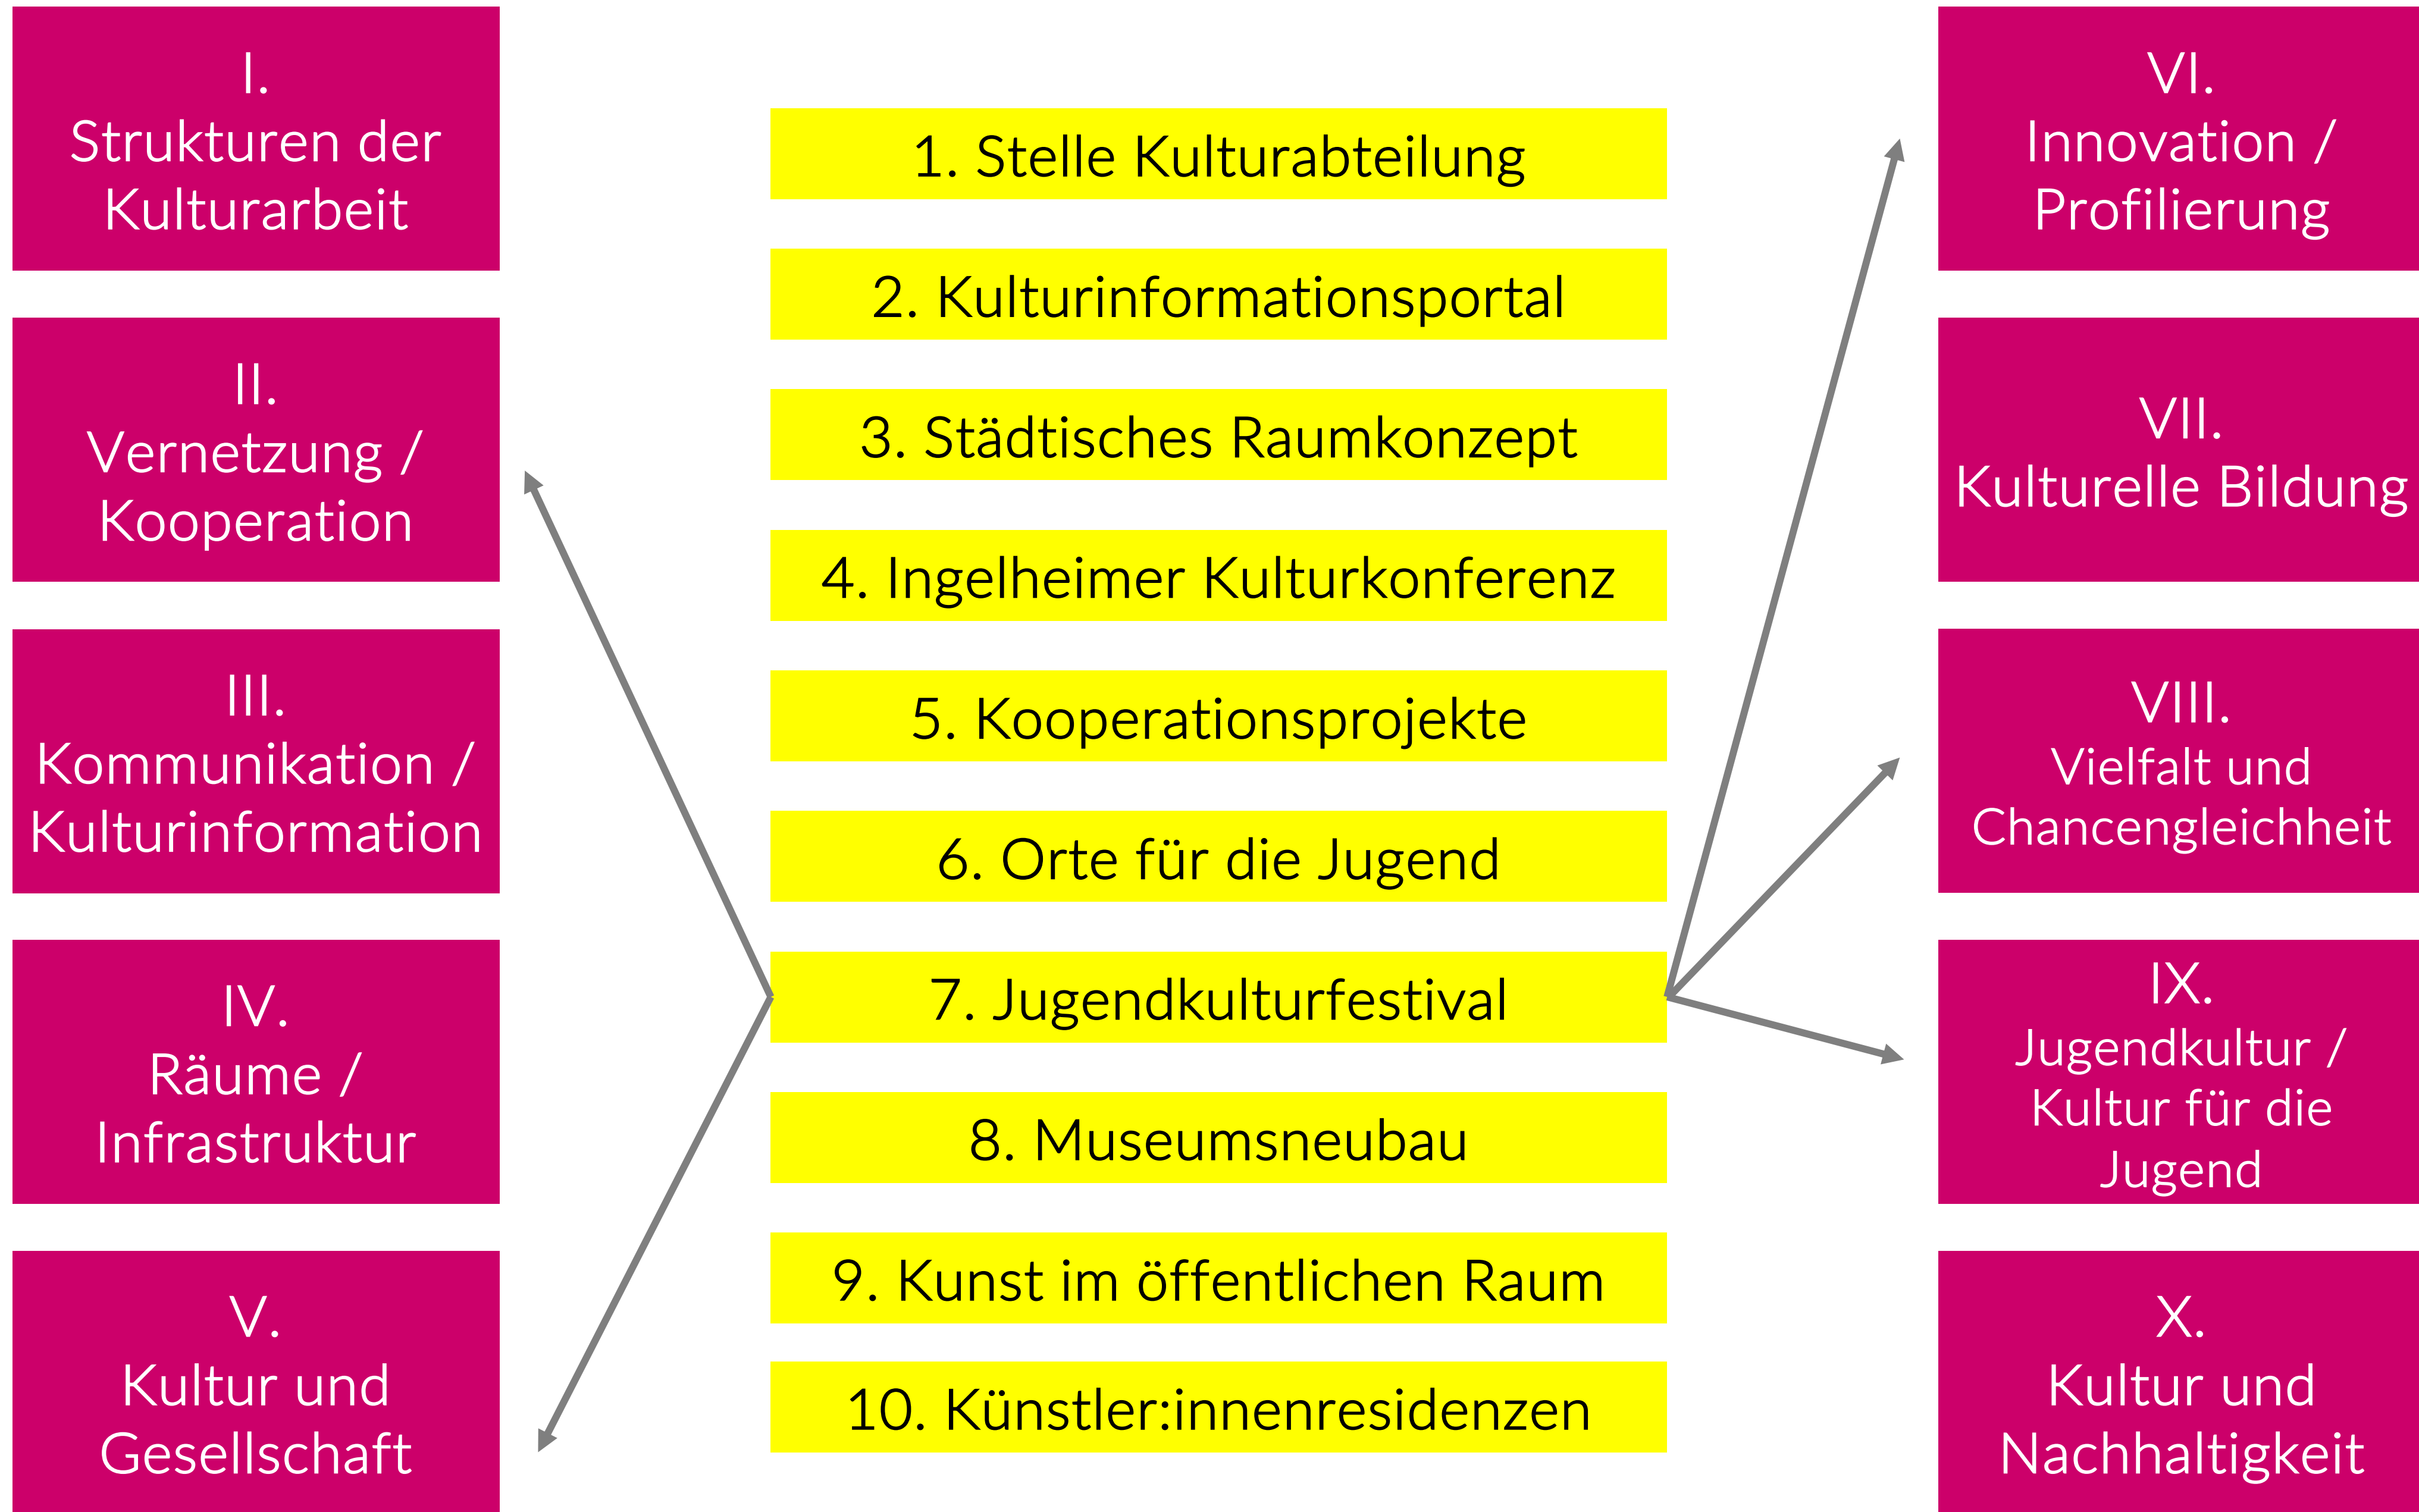 I.
Strukturen der
Kulturarbeit
II.
Vernetzung /
Kooperation
III.
Kommunikation /
Kulturinformation
IV.
Räume /
Infrastruktur
V.
Kultur und
Gesellschaft
1. Stelle Kulturabteilung
2. Kulturinformationsportal
3. Städtisches Raumkonzept
4. Ingelheimer Kulturkonferenz
5. Kooperationsprojekte
6. Orte für die Jugend
7. Jugendkulturfestival
8. Museumsneubau
9. Kunst im öffentlichen Raum
10. Künstler:innenresidenzen
VI.
Innovation /
Profilierung
VII.
Kulturelle Bildung
VIII.
Vielfalt und
Chancengleichheit
IX.
Jugendkultur /
Kultur für die
Jugend
X.
Kultur und
Nachhaltigkeit